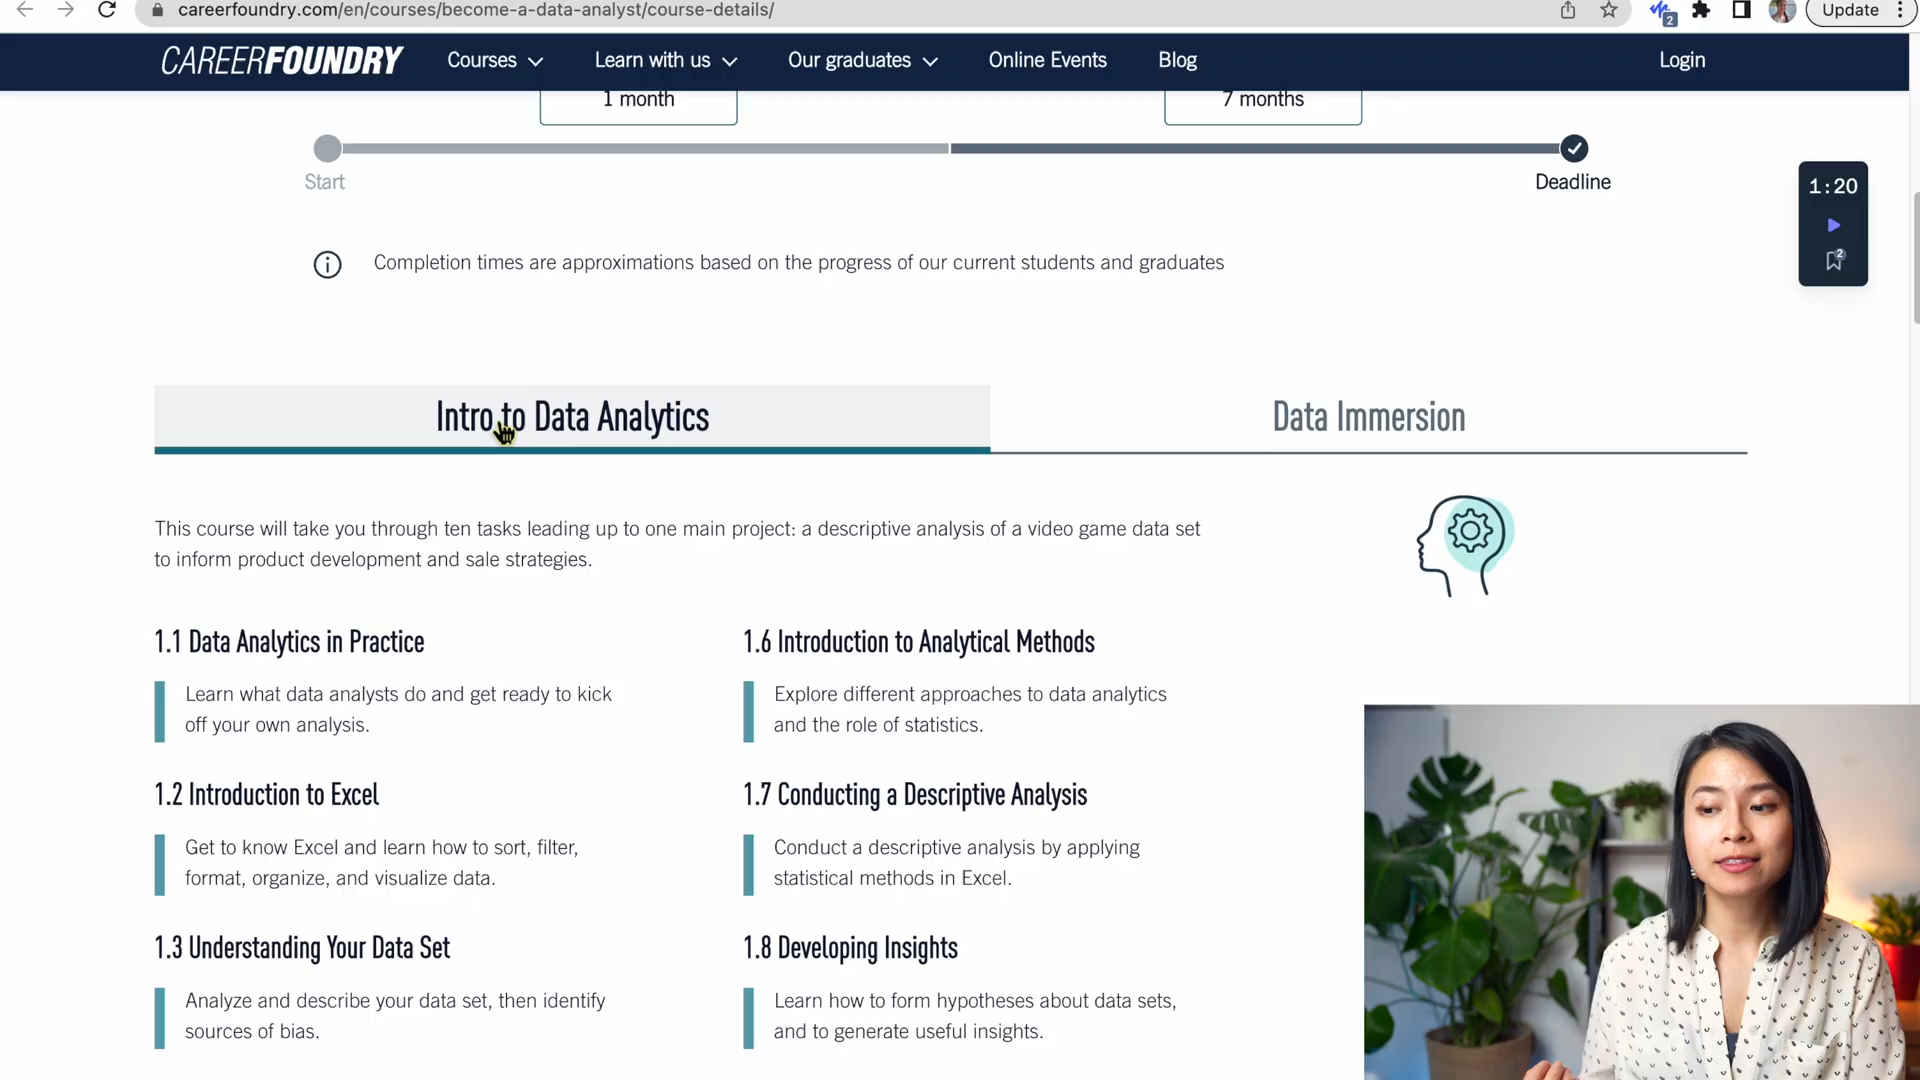 careerfoundry.com/en/courses/become-a-data-analyst/course-details/
2
Update
CAREERFOUNDRY
Courses
Learn with us
Our graduates
Online Events
Blog
Login
1 month
7 months
Start
Deadline
1:20
2
Completion times are approximations based on the progress of our current students and graduates
Intro to Data Analytics
Data Immersion
This course will take you through ten tasks leading up to one main project: a descriptive analysis of a video game data set
to inform product development and sale strategies.
1.1 Data Analytics in Practice
Learn what data analysts do and get ready to kick
off your own analysis.
1.2 Introduction to Excel
Get to know Excel and learn how to sort, filter,
format, organize, and visualize data.
1.3 Understanding Your Data Set
Analyze and describe your data set, then identify
sources of bias.
1.6 Introduction to Analytical Methods
Explore different approaches to data analytics
and the role of statistics.
1.7 Conducting a Descriptive Analysis
Conduct a descriptive analysis by applying
statistical methods in Excel.
1.8 Developing Insights
Learn how to form hypotheses about data sets,
and to generate useful insights.